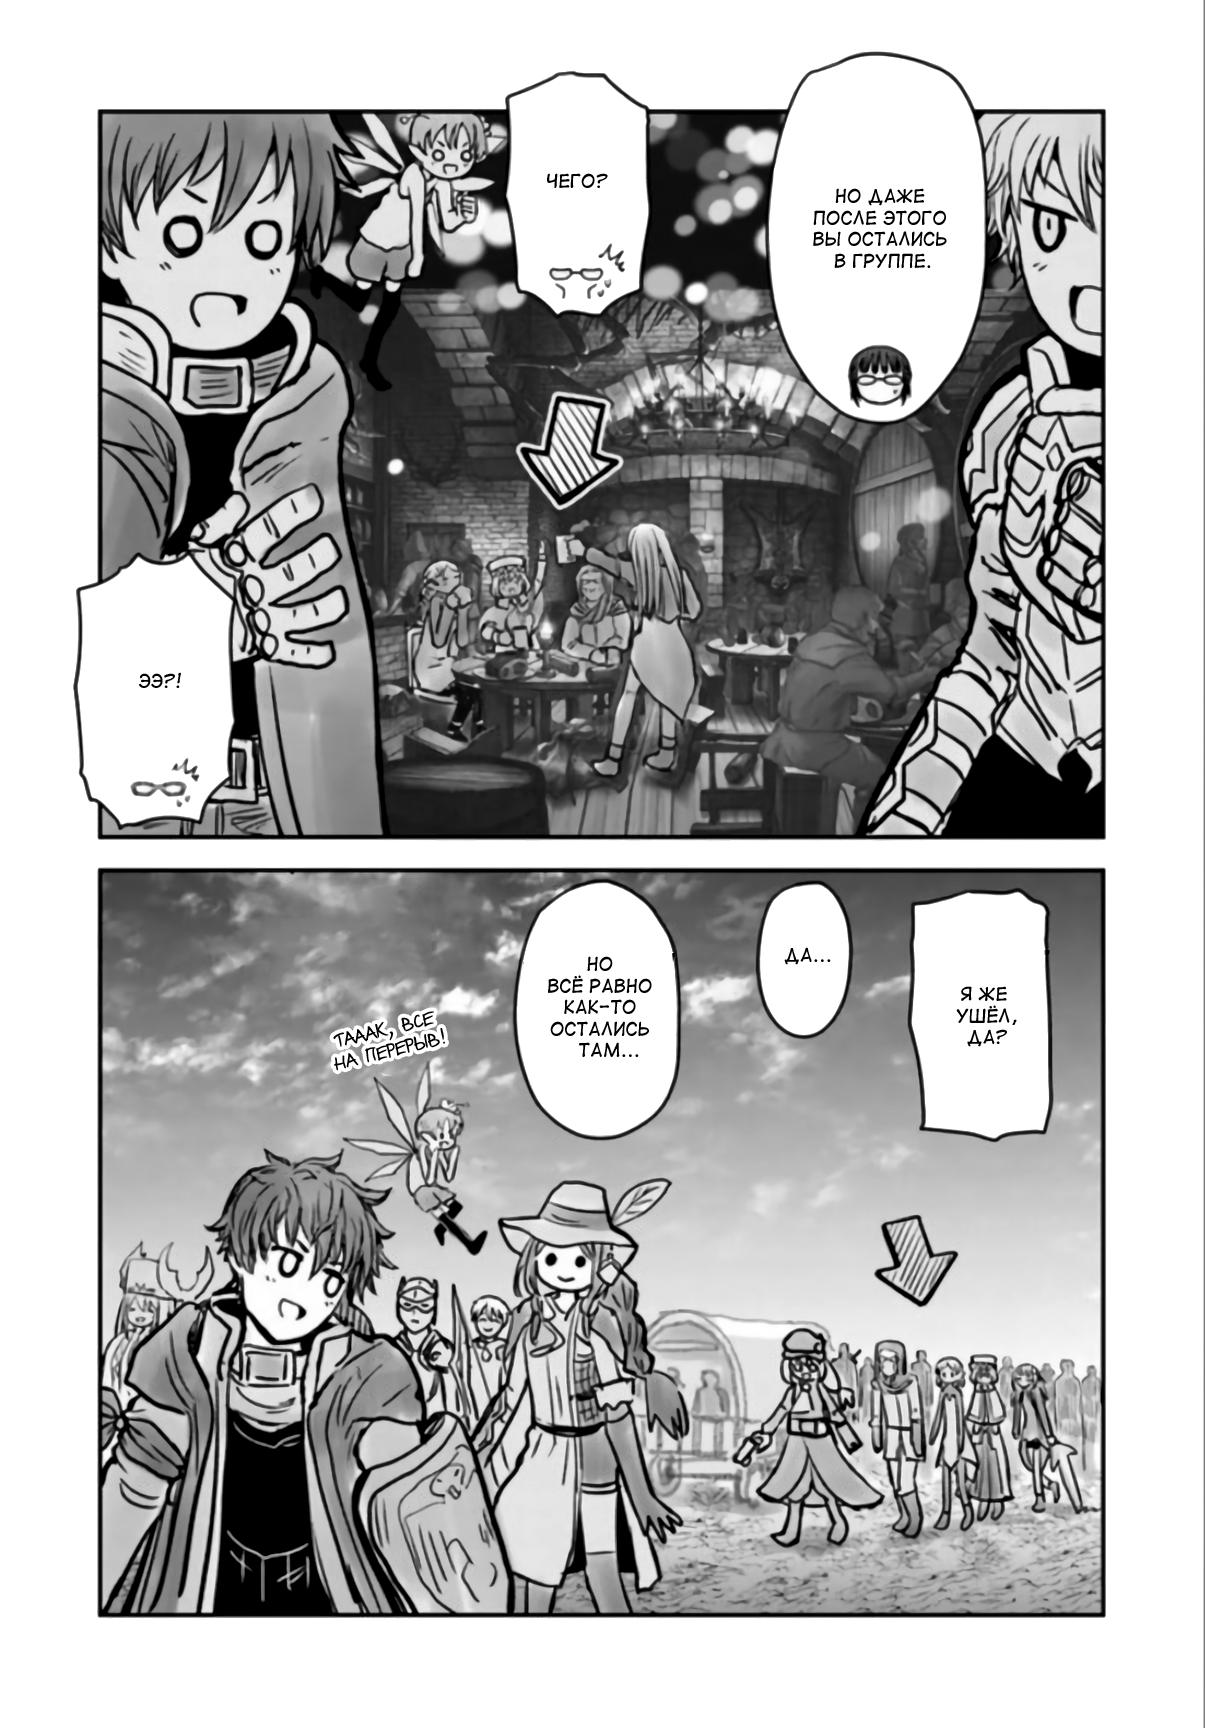 НО ДАЖЕ
ПОСЛЕ ЭТОГО
ВЫ ОСТАЛИСЬ
В ГРУППЕ.
ЧЕГО?
ЭЭ?!
Я ЖЕ
УШЁЛ,
ДА?
ДА...
НО
ВСЁ РАВНО
КАК-ТО
ОСТАЛИСЬ
ТАМ...
ТАААК, ВСЕ
НА ПЕРЕРЫВ!